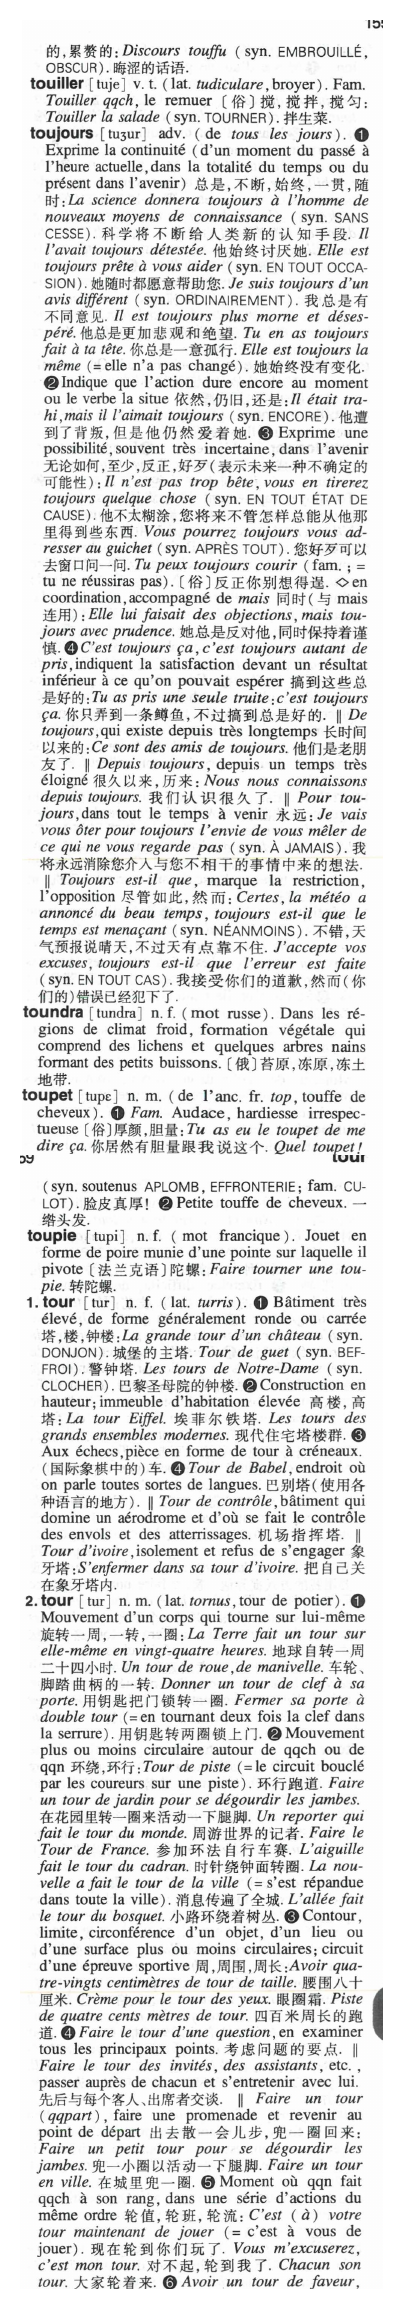 155
的,累赘的: Discours touffu ( syn. EMBROUILLÉ,
OBSCUR). 晦涩的话语.
touiller [tuje] v. t. ( lat. tudiculare, broyer). Fam.
Touiller qqch, le remuer 〔俗〕搅,搅拌,搅匀:
Touiller la salade ( syn. TOURNER). 拌生菜.
toujours [tuʒur] adv. ( de tous les jours ). ❶
Exprime la continuité ( d'un moment du passé à
l'heure actuelle, dans la totalité du temps ou du
présent dans l'avenir) 总是,不断,始终,一贯,随
时: La science donnera toujours à l'homme de
nouveaux moyens de connaissance ( syn. SANS
CESSE). 科学将不断给人类新的认知手段. Il
l'avait toujours détestée. 他始终讨厌她. Elle est
toujours prête à vous aider ( syn. EN TOUT OCCA-
SION). 她随时都愿意帮助您. Je suis toujours d'un
avis différent ( syn. ORDINAIREMENT). 我总是有
不同意见. Il est toujours plus morne et déses-
péré. 他总是更加悲观和绝望. Tu en as toujours
fait à ta tête. 你总是一意孤行. Elle est toujours la
même (= elle n'a pas changé). 她始终没有变化.
❷ Indique que l'action dure encore au moment
ou le verbe la situe 依然,仍旧,还是: Il était tra-
hi, mais il l'aimait toujours ( syn. ENCORE). 他遭
到了背叛,但是他仍然爱着她. ❸ Exprime une
possibilité, souvent très incertaine, dans l'avenir
无论如何,至少,反正,好歹(表示未来一种不确定的
可能性): Il n'est pas trop bête, vous en tirerez
toujours quelque chose ( syn. EN TOUT ÉTAT DE
CAUSE). 他不太糊涂,您将来不管怎样总能从他那
里得到些东西. Vous pourrez toujours vous ad-
resser au guichet ( syn. APRÈS TOUT). 您好歹可以
去窗口问一问. Tu peux toujours courir ( fam. ; =
tu ne réussiras pas). 〔俗〕反正你别想得逞. ◇ en
coordination, accompagné de mais 同时(与 mais
连用): Elle lui faisait des objections, mais tou-
jours avec prudence. 她总是反对他,同时保持着谨
慎. ❹ C'est toujours ça, c'est toujours autant de
pris, indiquent la satisfaction devant un résultat
inférieur à ce qu'on pouvait espérer 搞到这些总
是好的: Tu as pris une seule truite: c'est toujours
ça. 你只弄到一条鳟鱼,不过搞到总是好的. ‖ De
toujours, qui existe depuis très longtemps 长时间
以来的: Ce sont des amis de toujours. 他们是老朋
友了. ‖ Depuis toujours, depuis un temps très
éloigné 很久以来,历来: Nous nous connaissons
depuis toujours. 我们认识很久了. ‖ Pour tou-
jours, dans tout le temps à venir 永远: Je vais
vous ôter pour toujours l'envie de vous mêler de
ce qui ne vous regarde pas ( syn. À JAMAIS). 我
将永远消除您介入与您不相干的事情中来的想法.
‖ Toujours est-il que, marque la restriction,
l'opposition 尽管如此,然而: Certes, la météo a
annoncé du beau temps, toujours est-il que le
temps est menaçant ( syn. NÉANMOINS). 不错,天
气预报说晴天,不过天有点靠不住. J'accepte vos
excuses, toujours est-il que l'erreur est faite
( syn. EN TOUT CAS). 我接受你们的道歉,然而(你
们的)错误已经犯下了.
toundra [tundra] n. f. ( mot russe). Dans les ré-
gions de climat froid, formation végétale qui
comprend des lichens et quelques arbres nains
formant des petits buissons. 〔俄〕苔原,冻原,冻土
地带.
toupet [tupɛ] n. m. ( de l'anc. fr. top, touffe de
cheveux). ❶ Fam. Audace, hardiesse irrespec-
tueuse 〔俗〕厚颜,胆量: Tu as eu le toupet de me
dire ça. 你居然有胆量跟我说这个. Quel toupet!
59 tour
( syn. soutenus APLOMB, EFFRONTERIE; fam. CU-
LOT). 脸皮真厚! ❷ Petite touffe de cheveux. 一
绺头发.
toupie [tupi] n. f. ( mot francique ). Jouet en
forme de poire munie d'une pointe sur laquelle il
pivote 〔法兰克语〕陀螺: Faire tourner une tou-
pie. 转陀螺.
1. tour [tur] n. f. ( lat. turris). ❶ Bâtiment très
élevé, de forme généralement ronde ou carrée
塔,楼,钟楼: La grande tour d'un château ( syn.
DONJON). 城堡的主塔. Tour de guet ( syn. BEF-
FROI). 警钟塔. Les tours de Notre-Dame ( syn.
CLOCHER). 巴黎圣母院的钟楼. ❷ Construction en
hauteur; immeuble d'habitation élevée 高楼,高
塔: La tour Eiffel. 埃菲尔铁塔. Les tours des
grands ensembles modernes. 现代住宅塔楼群. ❸
Aux échecs, pièce en forme de tour à créneaux.
(国际象棋中的)车. ❹ Tour de Babel, endroit où
on parle toutes sortes de langues. 巴别塔(使用各
种语言的地方). ‖ Tour de contrôle, bâtiment qui
domine un aérodrome et d'où se fait le contrôle
des envols et des atterrissages. 机场指挥塔. ‖
Tour d'ivoire, isolement et refus de s'engager 象
牙塔: S'enfermer dans sa tour d'ivoire. 把自己关
在象牙塔内.
2. tour [tur] n. m. (lat. tornus, tour de potier). ❶
Mouvement d'un corps qui tourne sur lui-même
旋转一周,一转,一圈: La Terre fait un tour sur
elle-même en vingt-quatre heures. 地球自转一周
二十四小时. Un tour de roue, de manivelle. 车轮、
脚踏曲柄的一转. Donner un tour de clef à sa
porte. 用钥匙把门锁转一圈. Fermer sa porte à
double tour (= en tournant deux fois la clef dans
la serrure). 用钥匙转两圈锁上门. ❷ Mouvement
plus ou moins circulaire autour de qqch ou de
qqn 环绕,环行: Tour de piste (= le circuit bouclé
par les coureurs sur une piste). 环行跑道. Faire
un tour de jardin pour se dégourdir les jambes.
在花园里转一圈来活动一下腿脚. Un reporter qui
fait le tour du monde. 周游世界的记者. Faire le
Tour de France. 参加环法自行车赛. L'aiguille
fait le tour du cadran. 时针绕钟面转圈. La nou-
velle a fait le tour de la ville (= s'est répandue
dans toute la ville). 消息传遍了全城. L'allée fait
le tour du bosquet. 小路环绕着树丛. ❸ Contour,
limite, circonférence d'un objet, d'un lieu ou
d'une surface plus ou moins circulaires; circuit
d'une épreuve sportive 周,周围,周长: Avoir qua-
tre-vingts centimètres de tour de taille. 腰围八十
厘米. Crème pour le tour des yeux. 眼圈霜. Piste
de quatre cents mètres de tour. 四百米周长的跑
道. ❹ Faire le tour d'une question, en examiner
tous les principaux points. 考虑问题的要点. ‖
Faire le tour des invités, des assistants, etc. ,
passer auprès de chacun et s'entretenir avec lui.
先后与每个客人、出席者交谈. ‖ Faire un tour
( qqpart ), faire une promenade et revenir au
point de départ 出去散一会儿步,兜一圈回来:
Faire un petit tour pour se dégourdir les
jambes. 兜一小圈以活动一下腿脚. Faire un tour
en ville. 在城里兜一圈. ❺ Moment où qqn fait
qqch à son rang, dans une série d'actions du
même ordre 轮值,轮班,轮流: C'est ( à ) votre
tour maintenant de jouer (= c'est à vous de
jouer). 现在轮到你们玩了. Vous m'excuserez,
c'est mon tour. 对不起,轮到我了. Chacun son
tour. 大家轮着来. ❻ Avoir un tour de faveur,